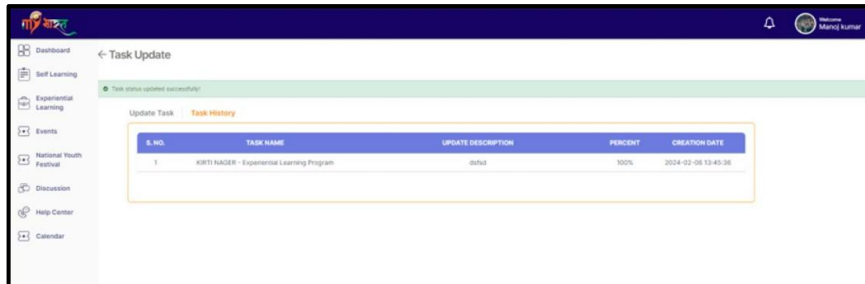 माय भारत
Welcome
Manoj kumar
Dashboard
Self Learning
Experiential
Learning
Events
National Youth
Festival
Discussion
Help Center
Calendar
← Task Update
Task status updated successfully!
Update Task Task History
S. NO. TASK NAME UPDATE DESCRIPTION PERCENT CREATION DATE
1 KIRTI NAGER - Experiential Learning Program 100% 2024-02-06 13:45:36